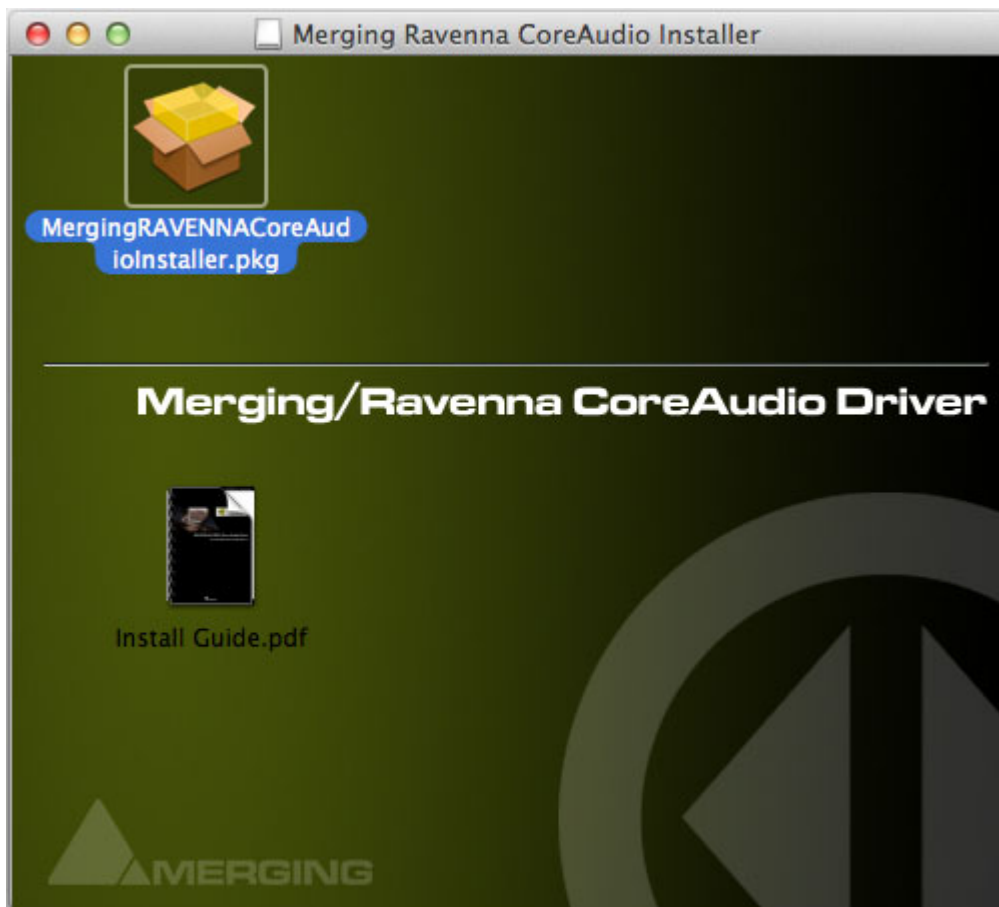 Merging Ravenna CoreAudio Installer
MergingRAVENNACoreAud
ioInstaller.pkg
Merging/Ravenna CoreAudio Driver
Install Guide.pdf
MERGING